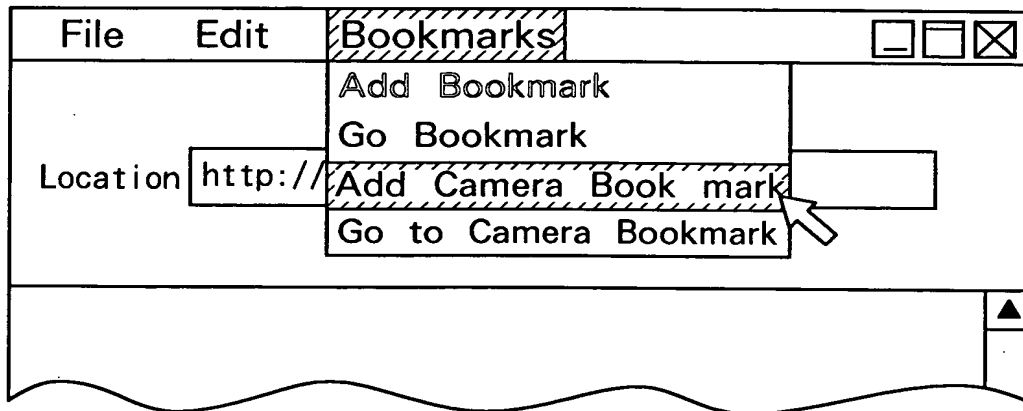 File Edit Bookmarks
Add Bookmark
Go Bookmark
Location http://
Add Camera Book mark
Go to Camera Bookmark